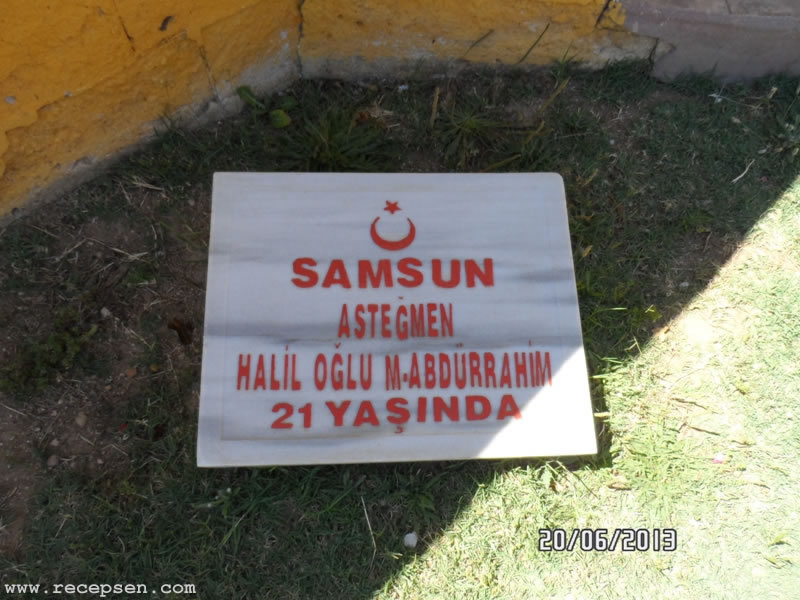 SAMSUN
ASTEĞMEN
HALİL OĞLU M.ABDÜRRAHİM
21 YAŞINDA
20/06/2013
www.recepsen.com